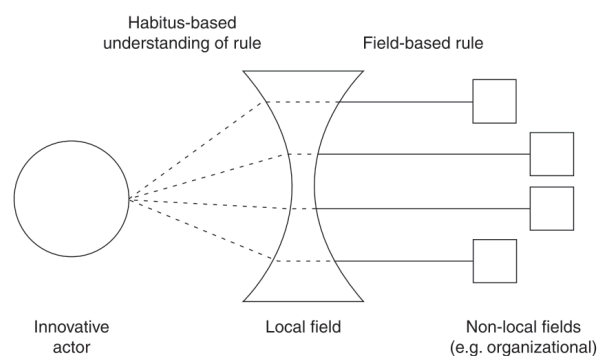 Habitus-based
understanding of rule
Field-based rule
Innovative
actor
Local field
Non-local fields
(e.g. organizational)